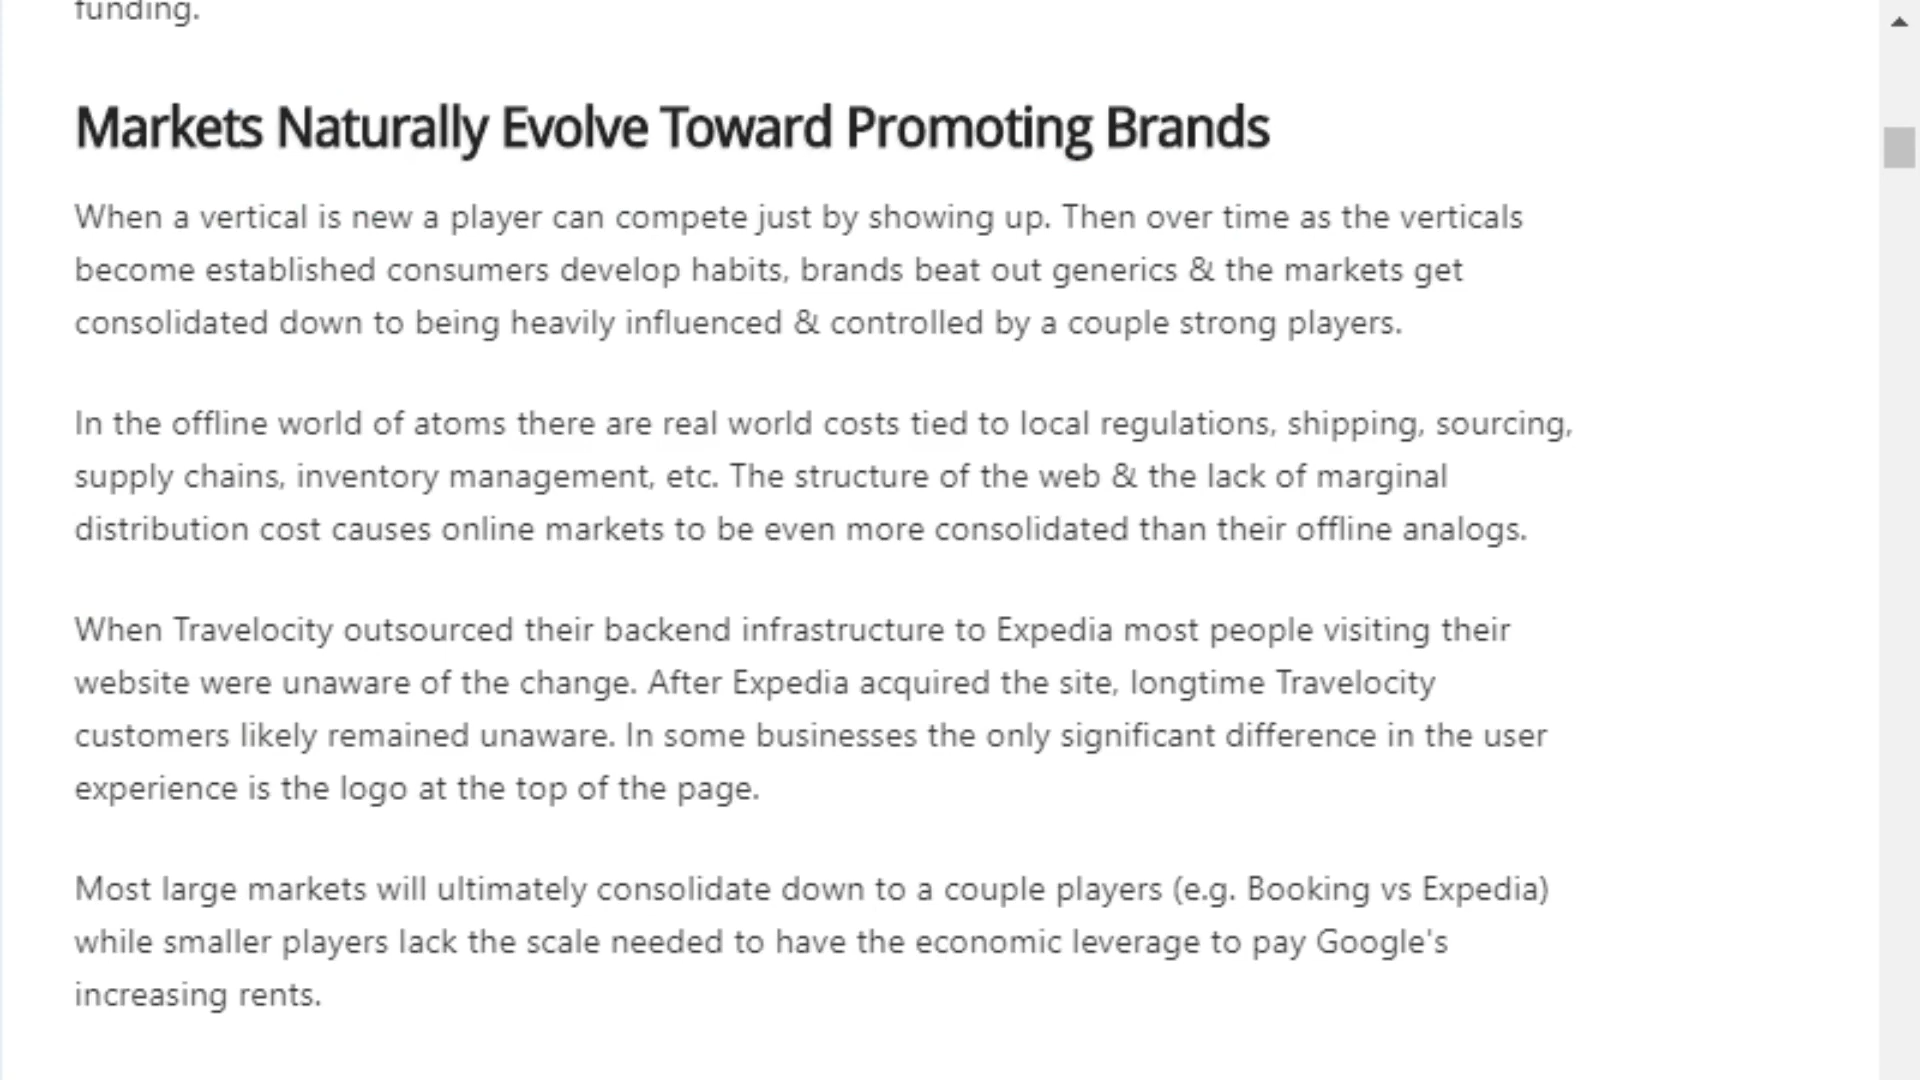 funding.
Markets Naturally Evolve Toward Promoting Brands
When a vertical is new a player can compete just by showing up. Then over time as the verticals
become established consumers develop habits, brands beat out generics & the markets get
consolidated down to being heavily influenced & controlled by a couple strong players.
In the offline world of atoms there are real world costs tied to local regulations, shipping, sourcing,
supply chains, inventory management, etc. The structure of the web & the lack of marginal
distribution cost causes online markets to be even more consolidated than their offline analogs.
When Travelocity outsourced their backend infrastructure to Expedia most people visiting their
website were unaware of the change. After Expedia acquired the site, longtime Travelocity
customers likely remained unaware. In some businesses the only significant difference in the user
experience is the logo at the top of the page.
Most large markets will ultimately consolidate down to a couple players (e.g. Booking vs Expedia)
while smaller players lack the scale needed to have the economic leverage to pay Google's
increasing rents.